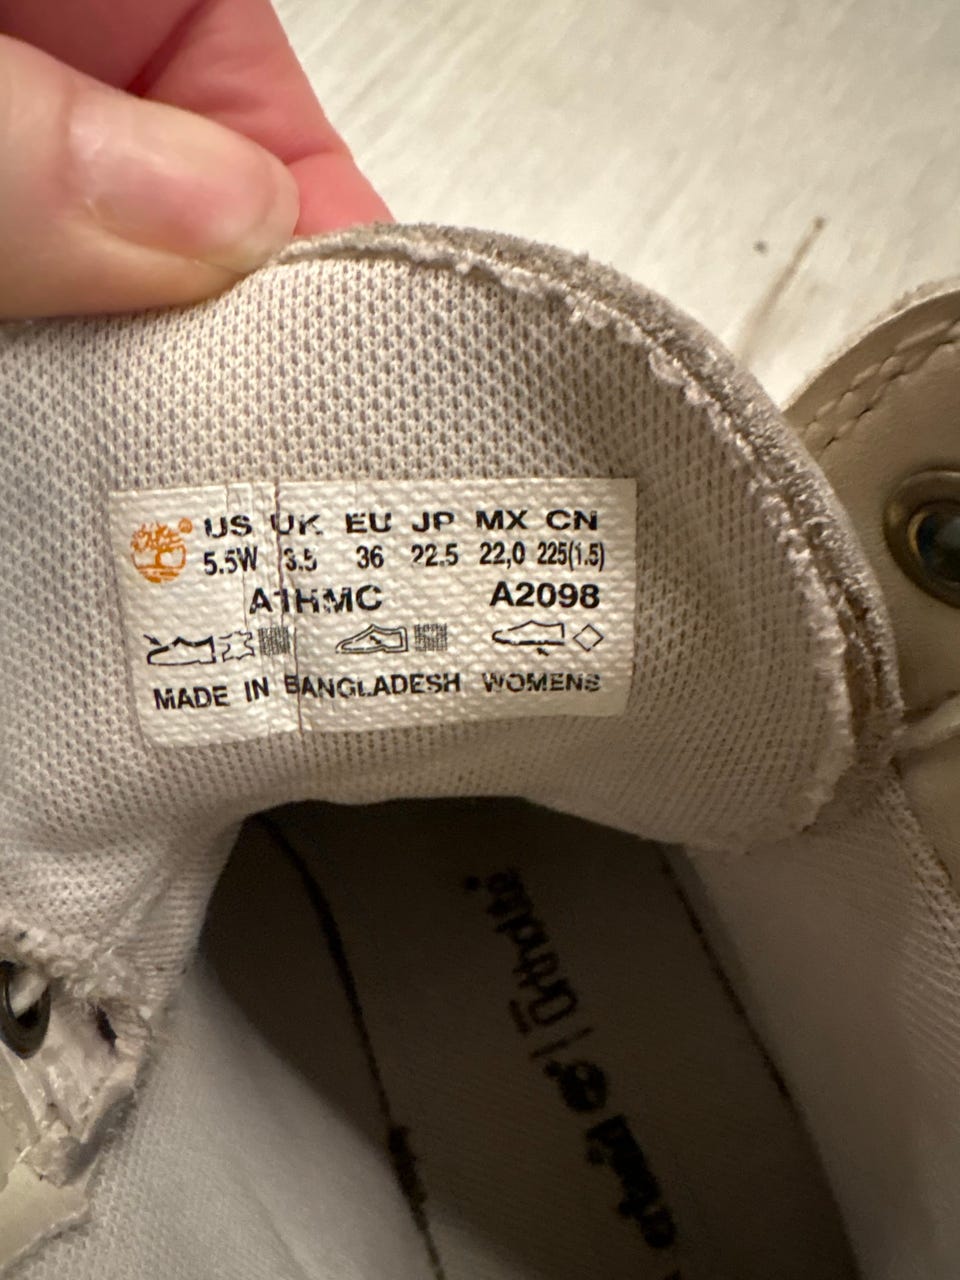 US UK EU JP MX CN
5.5W 3.5 36 22.5 22,0 225(1.5)
A1HMC A2098
MADE IN BANGLADESH WOMENS
Ortholite